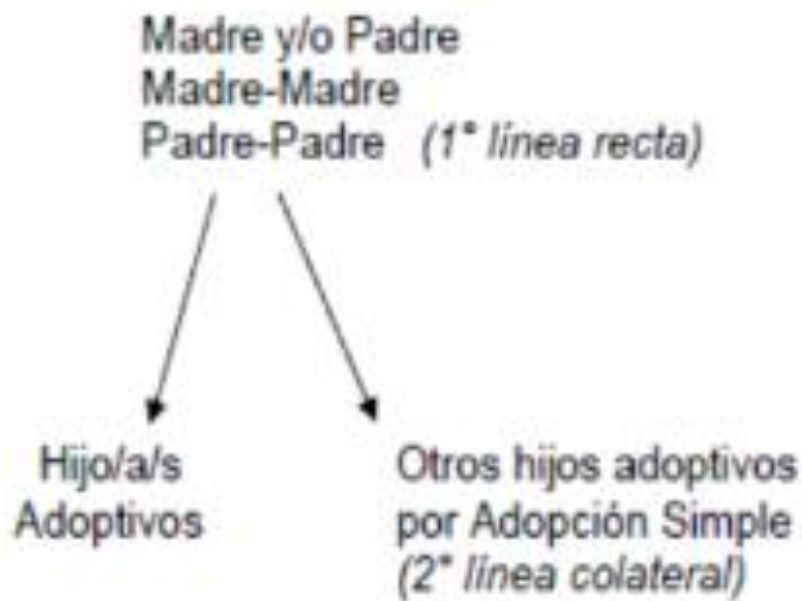 Madre y/o Padre
Madre-Madre
Padre-Padre (1° línea recta)
Hijo/a/s
Adoptivos
Otros hijos adoptivos
por Adopción Simple
(2° línea colateral)